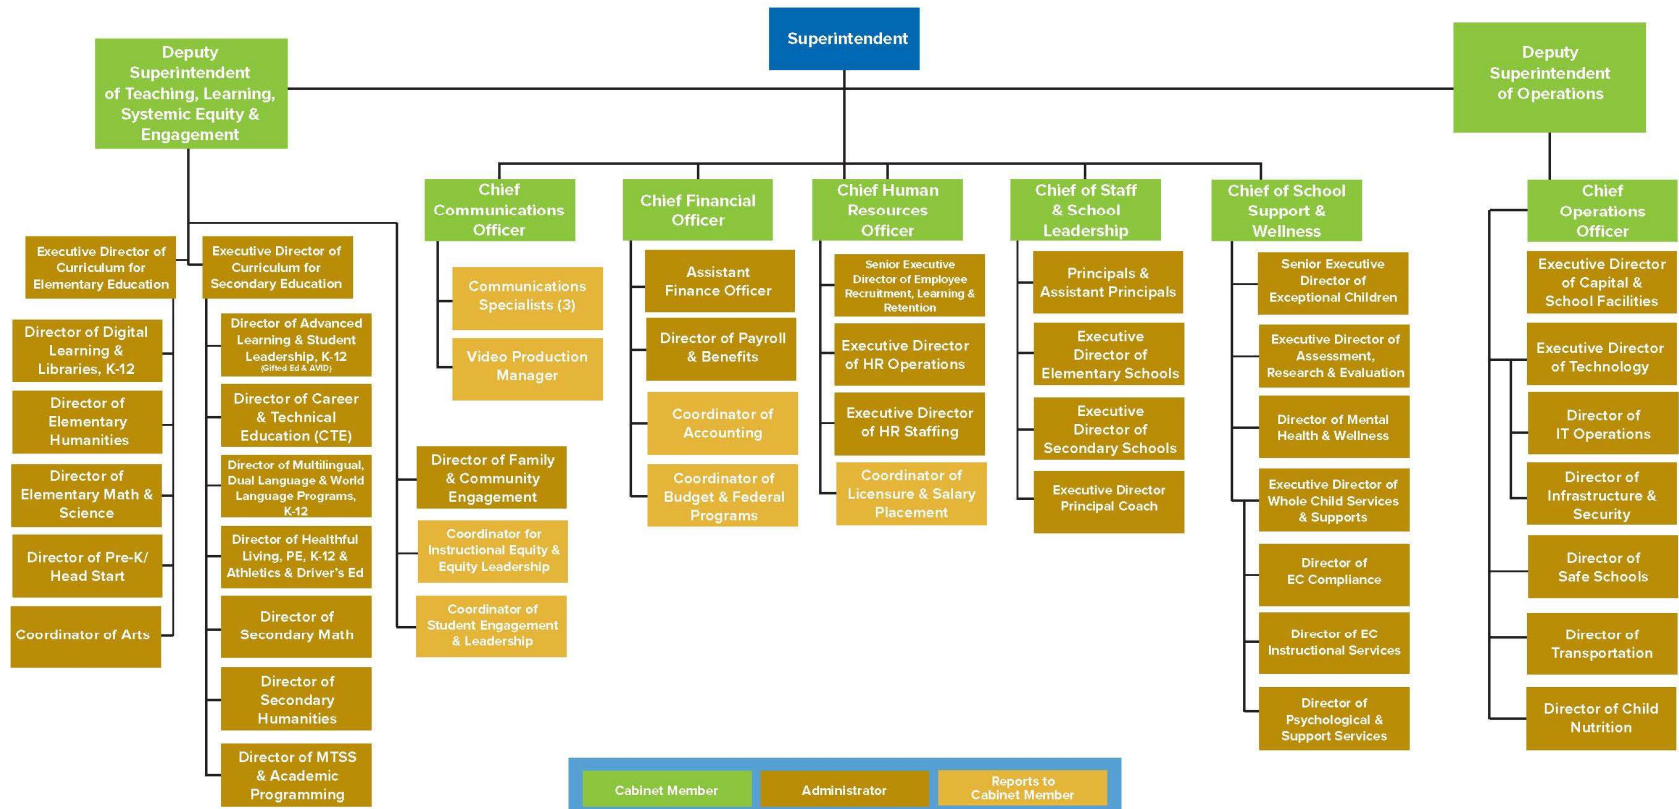 Superintendent
Deputy
Superintendent
of Teaching, Learning,
Systemic Equity &
Engagement
Deputy
Superintendent
of Operations
Executive Director of
Curriculum for
Elementary Education
Director of Digital
Learning &
Libraries, K-12
Director of
Elementary
Humanities
Director of
Elementary Math &
Science
Director of Pre-K/
Head Start
Coordinator of Arts
Executive Director of
Curriculum for
Secondary Education
Director of Advanced
Learning & Student
Leadership, K-12
(Gifted Ed & AVID)
Director of Career
& Technical
Education (CTE)
Director of Multilingual,
Dual Language & World
Language Programs,
K-12
Director of Healthful
Living, PE, K-12 &
Athletics & Driver's Ed
Director of
Secondary Math
Director of
Secondary
Humanities
Director of MTSS
& Academic
Programming
Director of Family
& Community
Engagement
Coordinator for
Instructional Equity &
Equity Leadership
Coordinator of
Student Engagement
& Leadership
Chief
Communications
Officer
Communications
Specialists (3)
Video Production
Manager
Chief Financial
Officer
Assistant
Finance Officer
Director of Payroll
& Benefits
Coordinator of
Accounting
Coordinator of
Budget & Federal
Programs
Chief Human
Resources
Officer
Senior Executive
Director of Employee
Recruitment, Learning &
Retention
Executive Director
of HR Operations
Executive Director
of HR Staffing
Coordinator of
Licensure & Salary
Placement
Chief of Staff
& School
Leadership
Principals &
Assistant Principals
Executive
Director of
Elementary Schools
Executive
Director of
Secondary Schools
Executive Director
Principal Coach
Chief of School
Support &
Wellness
Senior Executive
Director of
Exceptional Children
Executive Director of
Assessment,
Research & Evaluation
Director of Mental
Health & Wellness
Executive Director of
Whole Child Services
& Supports
Director of
EC Compliance
Director of EC
Instructional Services
Director of
Psychological &
Support Services
Chief
Operations
Officer
Executive Director
of Capital &
School Facilities
Executive Director
of Technology
Director of
IT Operations
Director of
Infrastructure &
Security
Director of
Safe Schools
Director of
Transportation
Director of Child
Nutrition
Cabinet Member
Administrator
Reports to
Cabinet Member